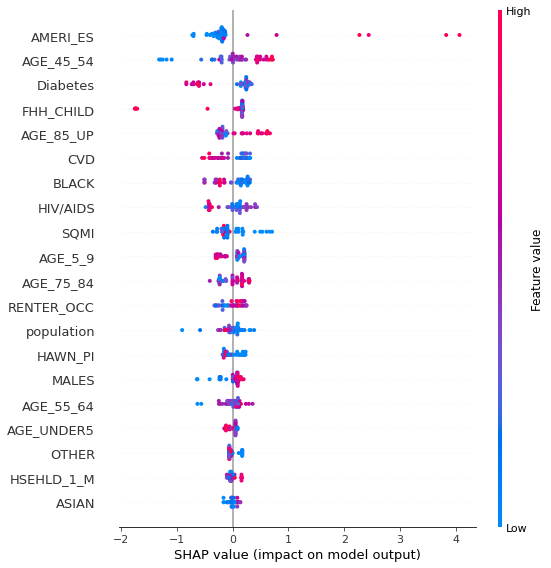 High
AMERI_ES
AGE_45_54
Diabetes
FHH_CHILD
AGE_85_UP
CVD
BLACK
HIV/AIDS
SQMI
AGE_5_9
AGE_75_84
RENTER_OCC
population
HAWN_PI
MALES
AGE_55_64
AGE_UNDER5
OTHER
HSEHLD_1_M
ASIAN
Feature value
Low
−2 −1 0 1 2 3 4
SHAP value (impact on model output)